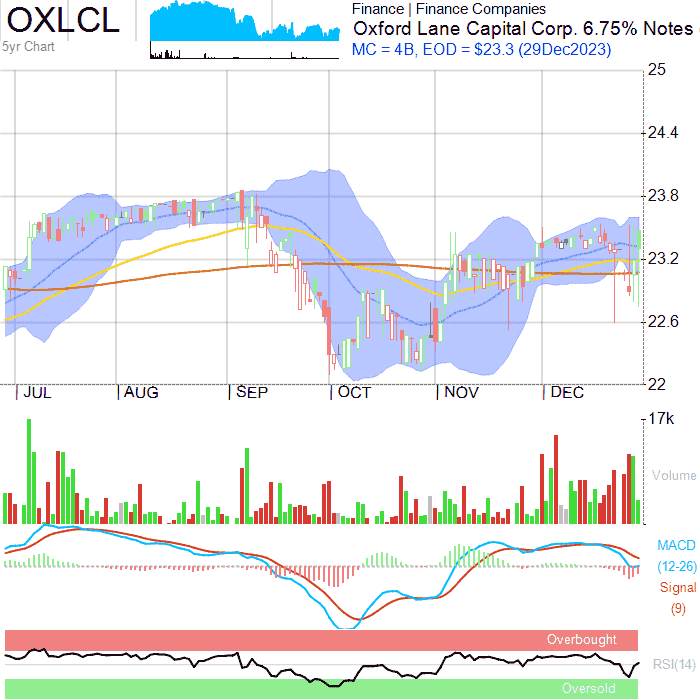 OXLCL
5yr Chart
Finance | Finance Companies
Oxford Lane Capital Corp. 6.75% Notes
MC = 4B, EOD = $23.3 (29Dec2023)
25
24.4
23.8
23.2
22.6
22
JUL AUG SEP OCT NOV DEC
17k
Volume
MACD
(12-26)
Signal
(9)
Overbought
RSI(14)
Oversold